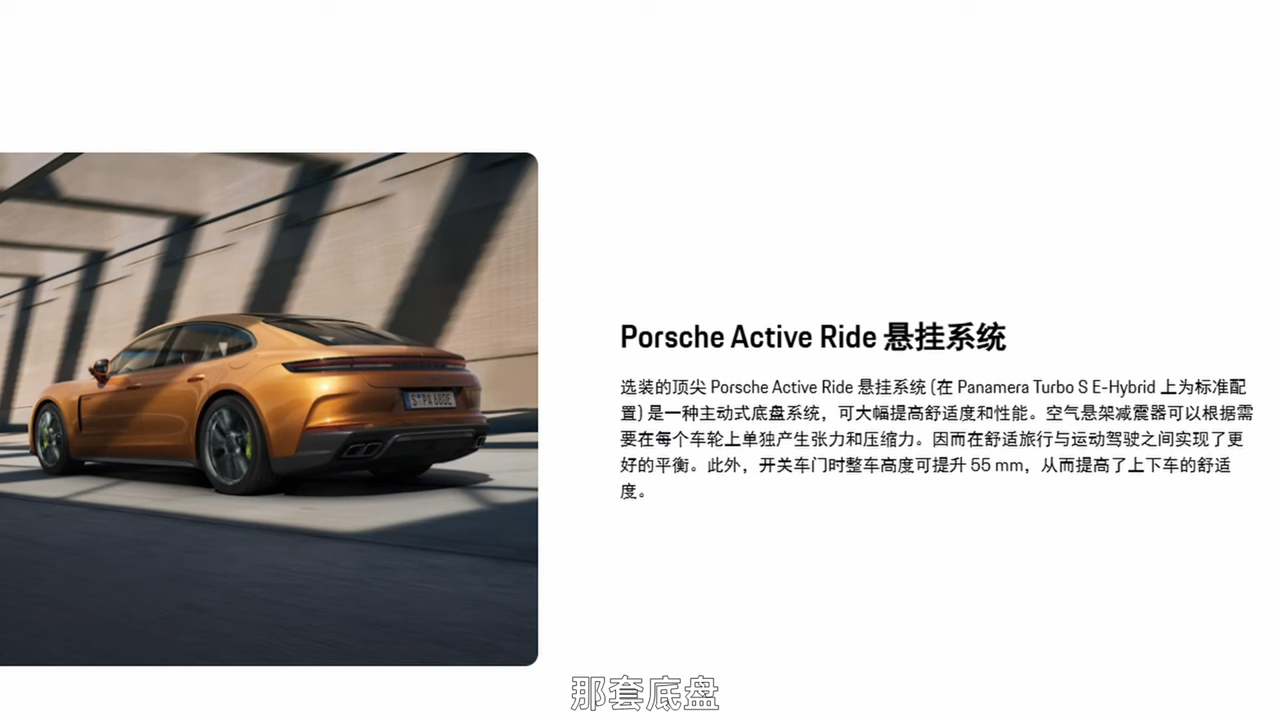 Porsche Active Ride 悬挂系统
选装的顶尖 Porsche Active Ride 悬挂系统 (在 Panamera Turbo S E-Hybrid 上为标准配
置) 是一种主动式底盘系统，可大幅提高舒适度和性能。空气悬架减震器可以根据需
要在每个车轮上单独产生张力和压缩力。因而在舒适旅行与运动驾驶之间实现了更
好的平衡。此外，开关车门时整车高度可提升 55 mm，从而提高了上下车的舒适
度。
S PA 680E
那套底盘